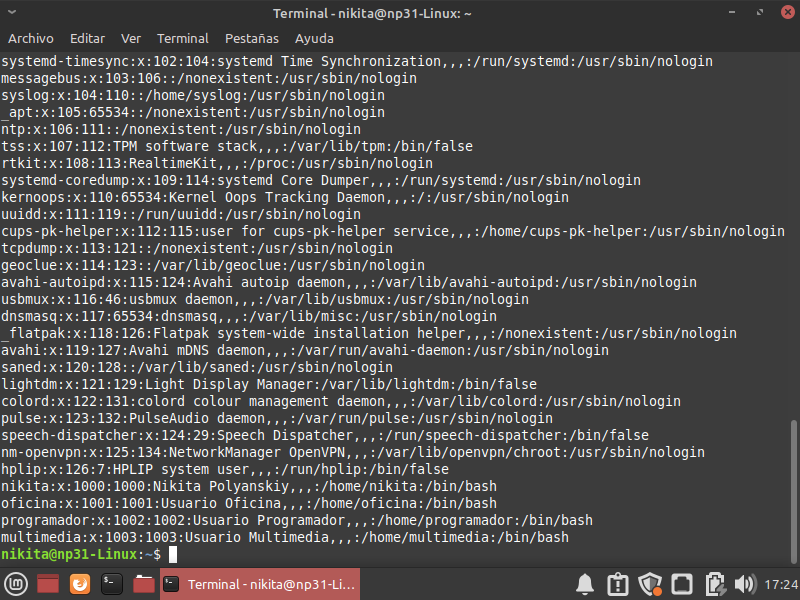 Terminal - nikita@np31-Linux: ~
Archivo Editar Ver Terminal Pestañas Ayuda
systemd-timesync:x:102:104:systemd Time Synchronization,,,:/run/systemd:/usr/sbin/nologin
messagebus:x:103:106::/nonexistent:/usr/sbin/nologin
syslog:x:104:110::/home/syslog:/usr/sbin/nologin
_apt:x:105:65534::/nonexistent:/usr/sbin/nologin
ntp:x:106:111::/nonexistent:/usr/sbin/nologin
tss:x:107:112:TPM software stack,,,:/var/lib/tpm:/bin/false
rtkit:x:108:113:RealtimeKit,,,:/proc:/usr/sbin/nologin
systemd-coredump:x:109:114:systemd Core Dumper,,,:/run/systemd:/usr/sbin/nologin
kernoops:x:110:65534:Kernel Oops Tracking Daemon,,,:/:/usr/sbin/nologin
uuidd:x:111:119::/run/uuidd:/usr/sbin/nologin
cups-pk-helper:x:112:115:user for cups-pk-helper service,,,:/home/cups-pk-helper:/usr/sbin/nologin
tcpdump:x:113:121::/nonexistent:/usr/sbin/nologin
geoclue:x:114:123::/var/lib/geoclue:/usr/sbin/nologin
avahi-autoipd:x:115:124:Avahi autoip daemon,,,:/var/lib/avahi-autoipd:/usr/sbin/nologin
usbmux:x:116:46:usbmux daemon,,,:/var/lib/usbmux:/usr/sbin/nologin
dnsmasq:x:117:65534:dnsmasq,,,:/var/lib/misc:/usr/sbin/nologin
_flatpak:x:118:126:Flatpak system-wide installation helper,,,:/nonexistent:/usr/sbin/nologin
avahi:x:119:127:Avahi mDNS daemon,,,:/var/run/avahi-daemon:/usr/sbin/nologin
saned:x:120:128::/var/lib/saned:/usr/sbin/nologin
lightdm:x:121:129:Light Display Manager:/var/lib/lightdm:/bin/false
colord:x:122:131:colord colour management daemon,,,:/var/lib/colord:/usr/sbin/nologin
pulse:x:123:132:PulseAudio daemon,,,:/var/run/pulse:/usr/sbin/nologin
speech-dispatcher:x:124:29:Speech Dispatcher,,,:/run/speech-dispatcher:/bin/false
nm-openvpn:x:125:134:NetworkManager OpenVPN,,,:/var/lib/openvpn/chroot:/usr/sbin/nologin
hplip:x:126:7:HPLIP system user,,,:/run/hplip:/bin/false
nikita:x:1000:1000:Nikita Polyanskiy,,,:/home/nikita:/bin/bash
oficina:x:1001:1001:Usuario Oficina,,,:/home/oficina:/bin/bash
programador:x:1002:1002:Usuario Programador,,,:/home/programador:/bin/bash
multimedia:x:1003:1003:Usuario Multimedia,,,:/home/multimedia:/bin/bash
nikita@np31-Linux:~$
Terminal - nikita@np31-Li... 17:24